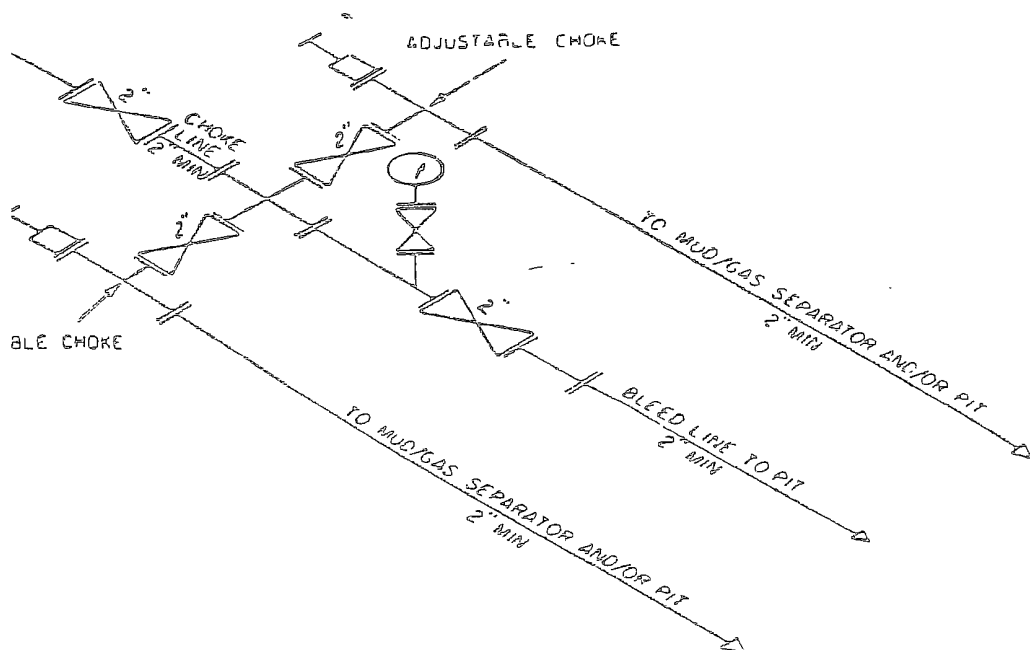 ADJUSTABLE CHOKE
2"
CHOKE
LINE
2" MIN
2"
2"
BLE CHOKE
2"
TO MUD/GAS SEPARATOR AND/OR PIT
2" MIN
BLEED LINE TO PIT
2" MIN
TO MUD/GAS SEPARATOR AND/OR PIT
2" MIN